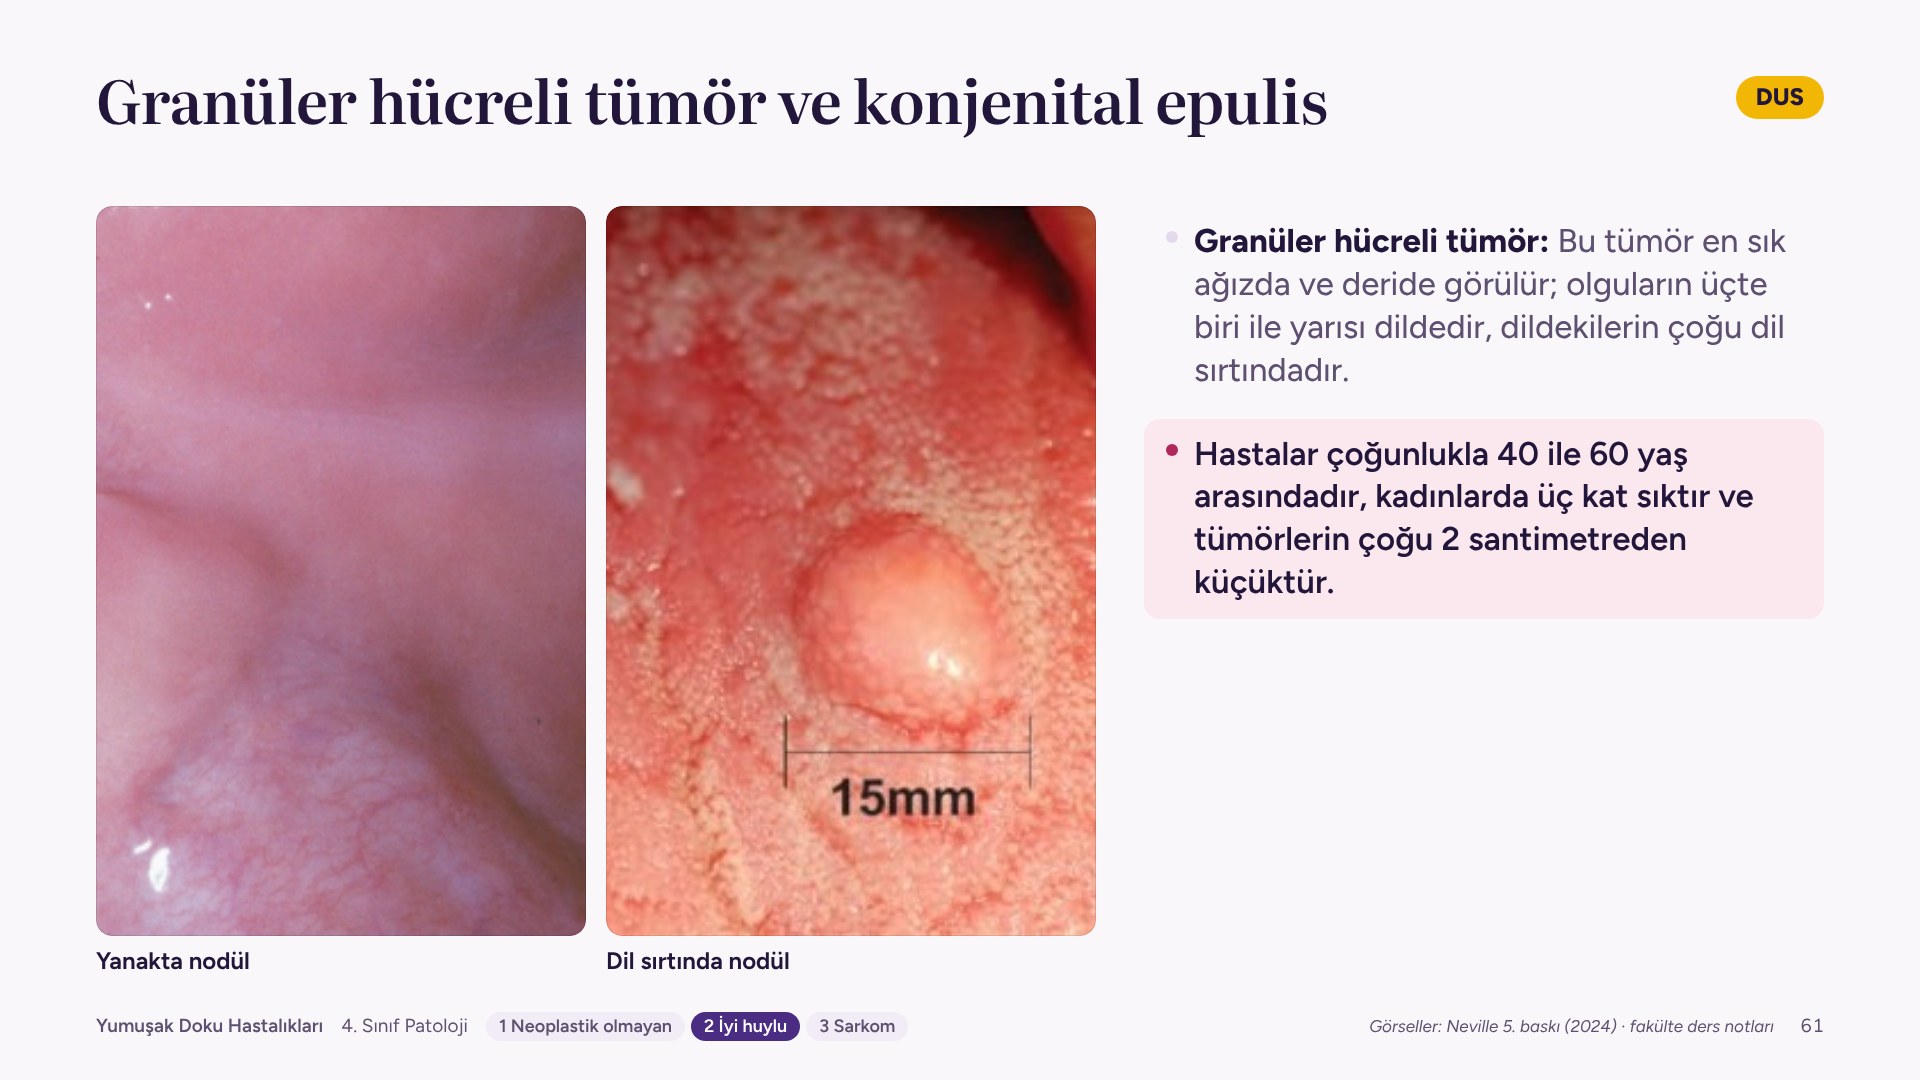 Granüler hücreli tümör ve konjenital epulis
DUS
15mm
Yanakta nodül
Dil sırtında nodül
Granüler hücreli tümör: Bu tümör en sık
ağızda ve deride görülür; olguların üçte
biri ile yarısı dildedir, dildekilerin çoğu dil
sırtındadır.
Hastalar çoğunlukla 40 ile 60 yaş
arasındadır, kadınlarda üç kat sıktır ve
tümörlerin çoğu 2 santimetreden
küçüktür.
Yumuşak Doku Hastalıkları 4. Sınıf Patoloji 1 Neoplastik olmayan 2 İyi huylu 3 Sarkom
Görseller: Neville 5. baskı (2024) · fakülte ders notları 61